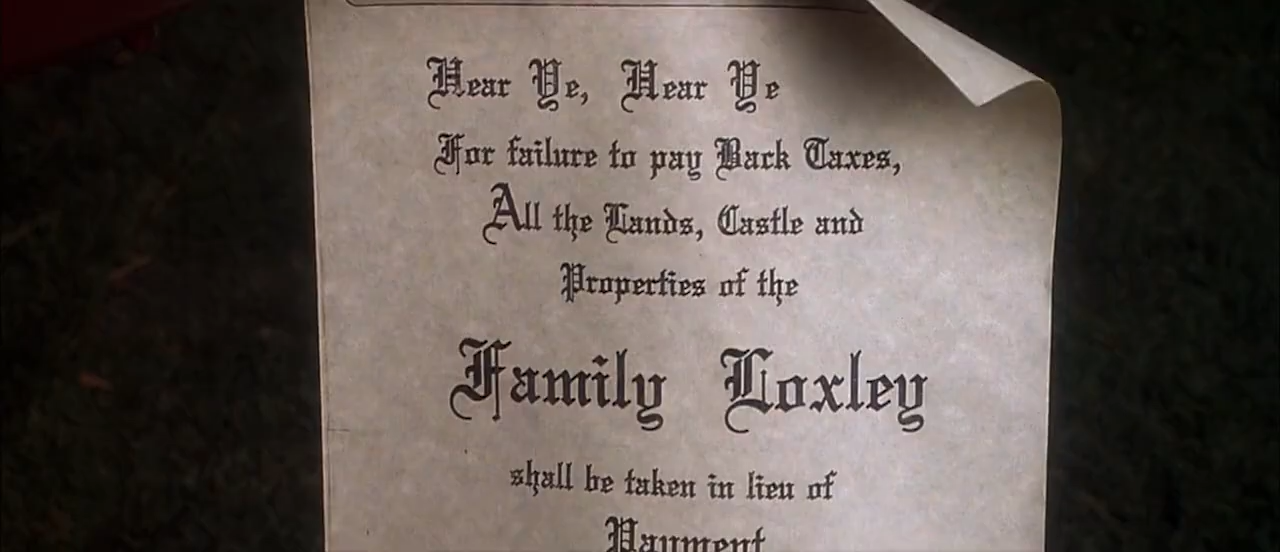 Hear Ye, Hear Ye
For failure to pay Back Taxes,
All the Lands, Castle and
Properties of the
Family Loxley
shall be taken in lieu of
Payment